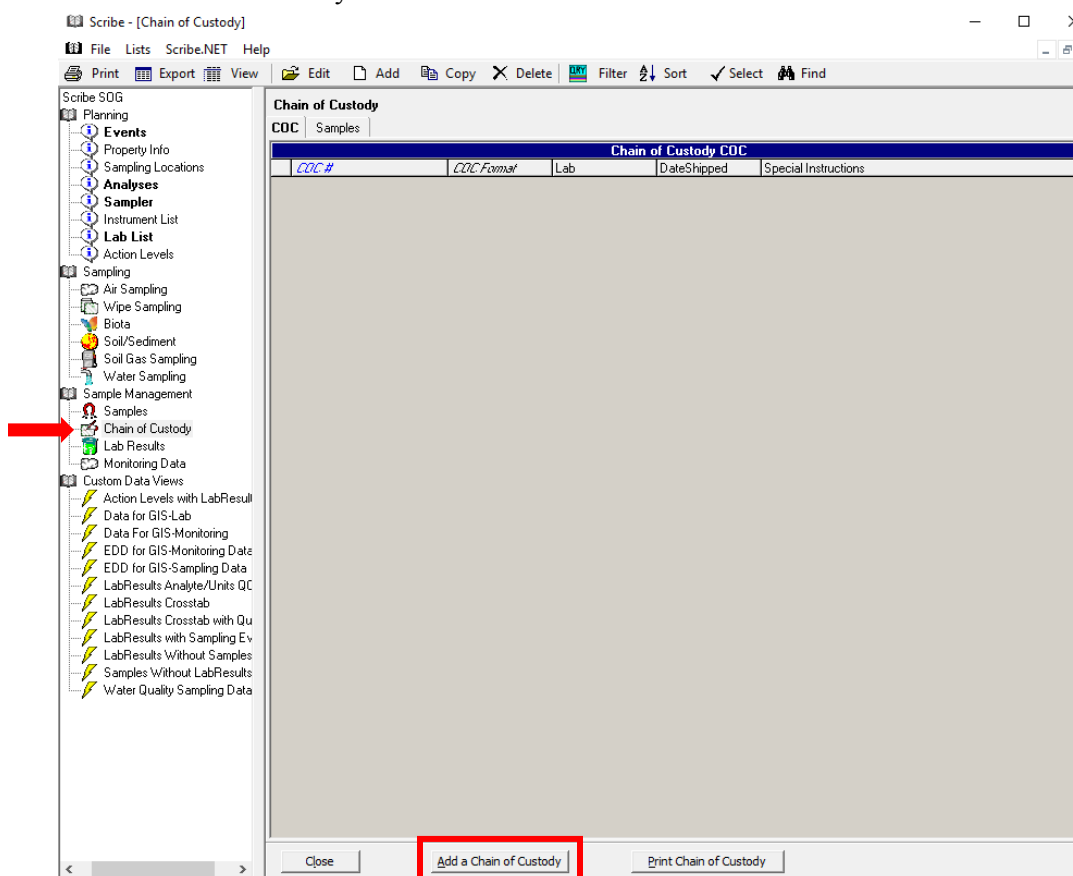 Scribe - [Chain of Custody]
File Lists Scribe.NET Help
Print Export View Edit Add Copy Delete QRY Filter Sort Select Find
Scribe SOG
Planning
Events
Property Info
Sampling Locations
Analyses
Sampler
Instrument List
Lab List
Action Levels
Sampling
Air Sampling
Wipe Sampling
Biota
Soil/Sediment
Soil Gas Sampling
Water Sampling
Sample Management
Samples
Chain of Custody
Lab Results
Monitoring Data
Custom Data Views
Action Levels with LabResul
Data for GIS-Lab
Data For GIS-Monitoring
EDD for GIS-Monitoring Data
EDD for GIS-Sampling Data
LabResults Analyte/Units QC
LabResults Crosstab
LabResults Crosstab with Qu
LabResults with Sampling Ev
LabResults Without Samples
Samples Without LabResults
Water Quality Sampling Data
Chain of Custody
COC Samples
Chain of Custody COC
COC # COC Format Lab DateShipped Special Instructions
Close Add a Chain of Custody Print Chain of Custody